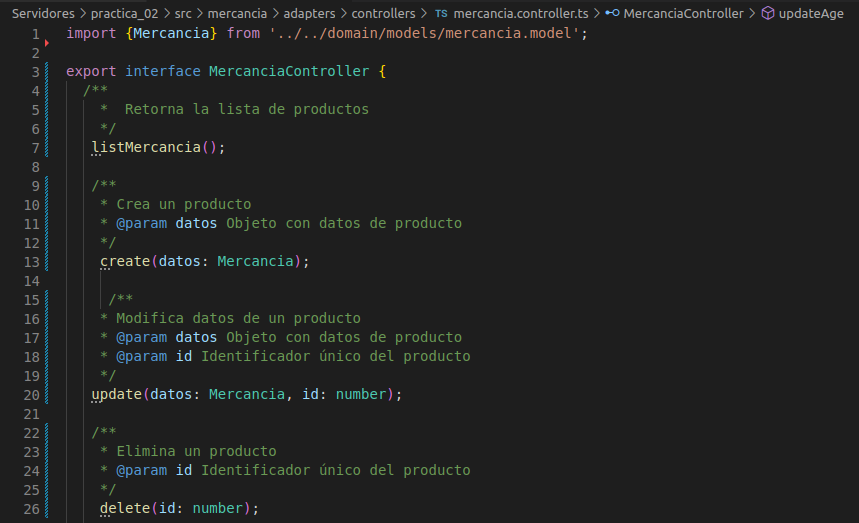 Servidores > practica_02 > src > mercancia > adapters > controllers > TS mercancia.controller.ts > MercanciaController > updateAge
1 import {Mercancia} from '../../domain/models/mercancia.model';
2
3 export interface MercanciaController {
4 /**
5 * Retorna la lista de productos
6 */
7 listMercancia();
8
9 /**
10 * Crea un producto
11 * @param datos Objeto con datos de producto
12 */
13 create(datos: Mercancia);
14
15 /**
16 * Modifica datos de un producto
17 * @param datos Objeto con datos de producto
18 * @param id Identificador único del producto
19 */
20 update(datos: Mercancia, id: number);
21
22 /**
23 * Elimina un producto
24 * @param id Identificador único del producto
25 */
26 delete(id: number);